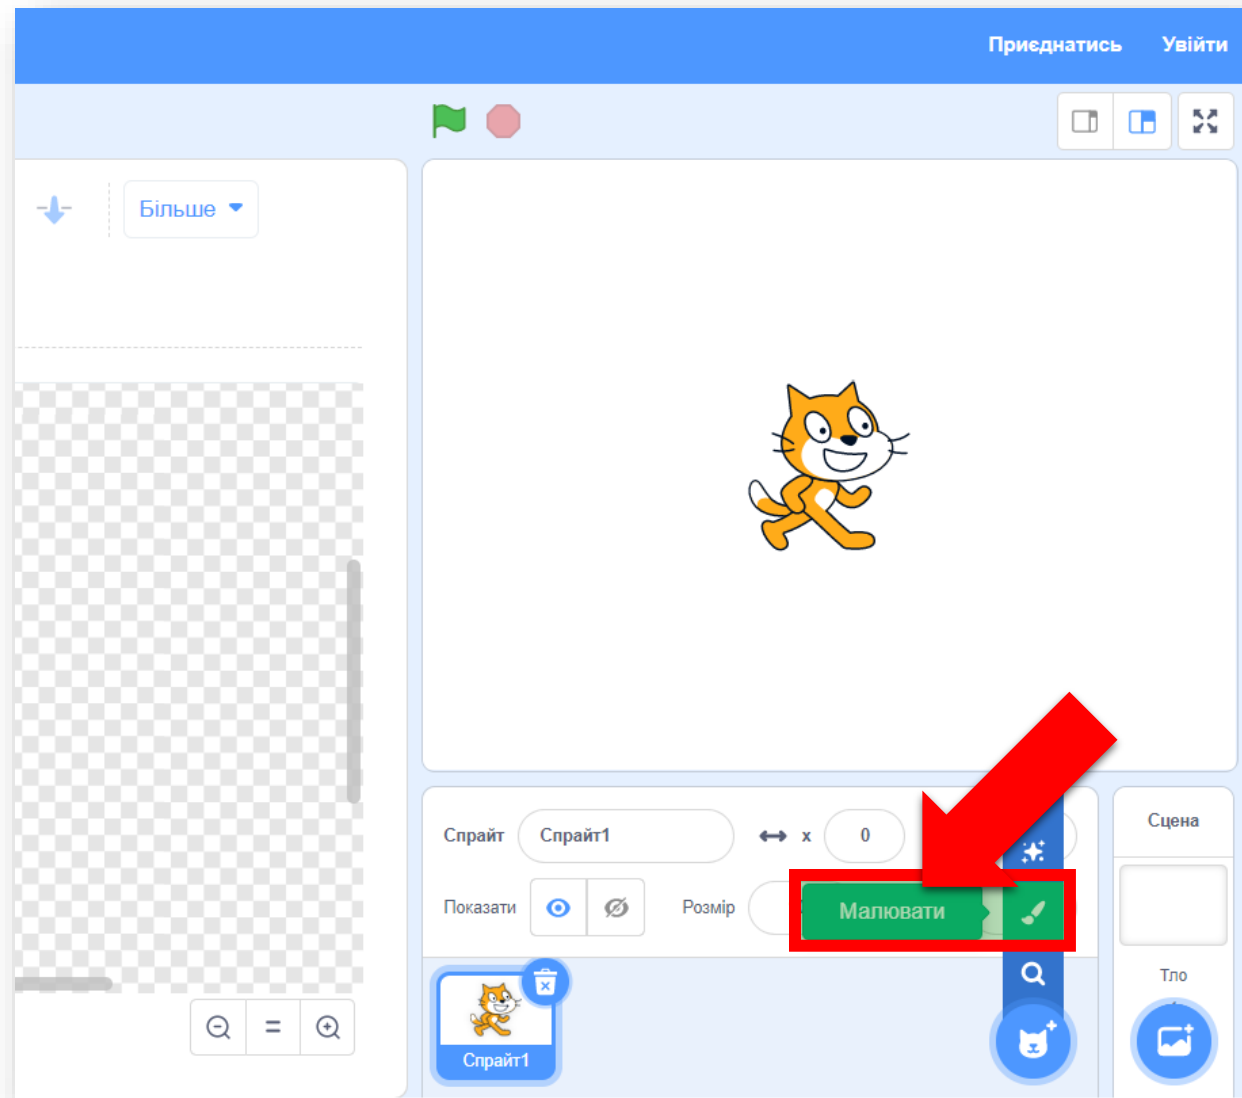 Приєднатись Увійти
Більше
Спрайт Спрайт1 x 0
Сцена
Показати Розмір
Малювати
Тло
Спрайт1